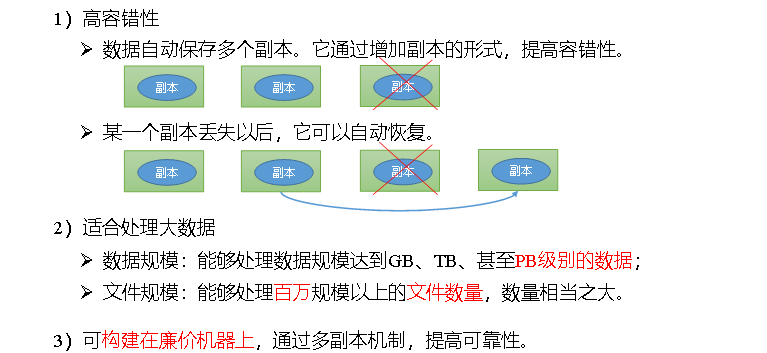 1）高容错性
➢ 数据自动保存多个副本。它通过增加副本的形式，提高容错性。
副本 副本 副本
➢ 某一个副本丢失以后，它可以自动恢复。
副本 副本 副本 副本
2）适合处理大数据
➢ 数据规模：能够处理数据规模达到GB、TB、甚至PB级别的数据；
➢ 文件规模：能够处理百万规模以上的文件数量，数量相当之大。
3）可构建在廉价机器上，通过多副本机制，提高可靠性。